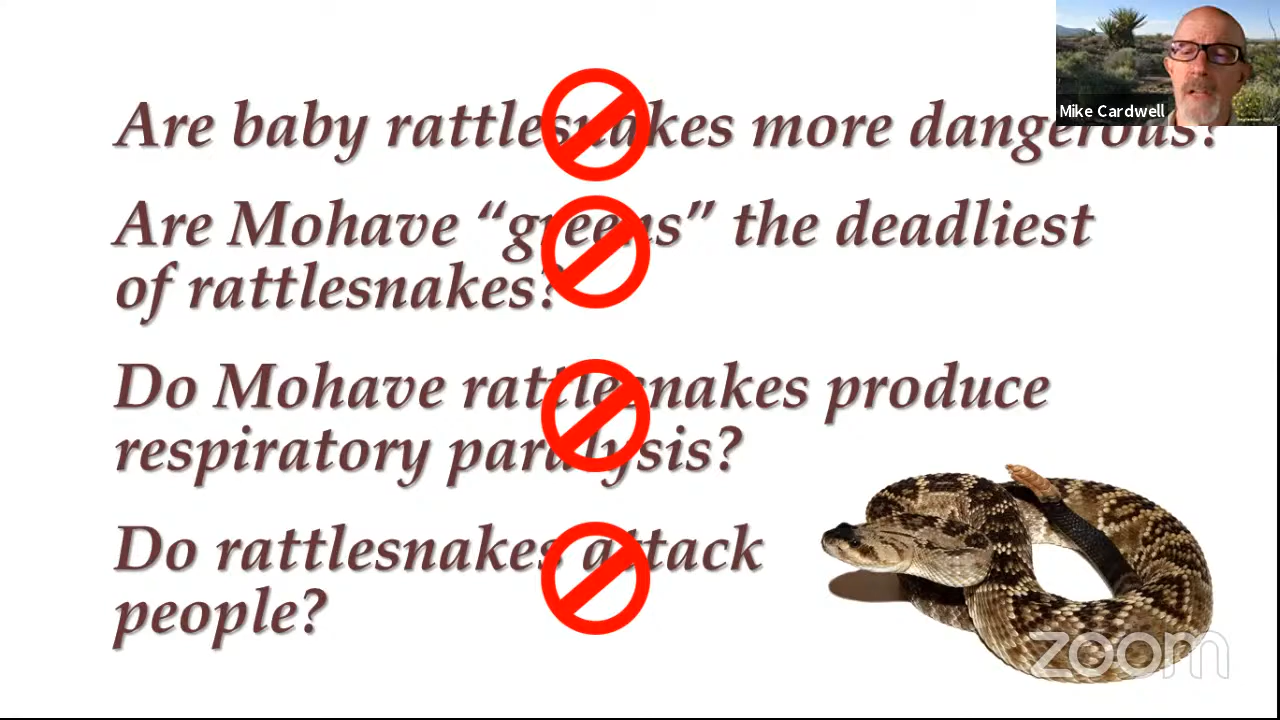 Mike Cardwell
Are baby rattlesnakes more dangerous?
Are Mohave “greens” the deadliest
of rattlesnakes?
Do Mohave rattlesnakes produce
respiratory paralysis?
Do rattlesnakes attack
people?
zoom